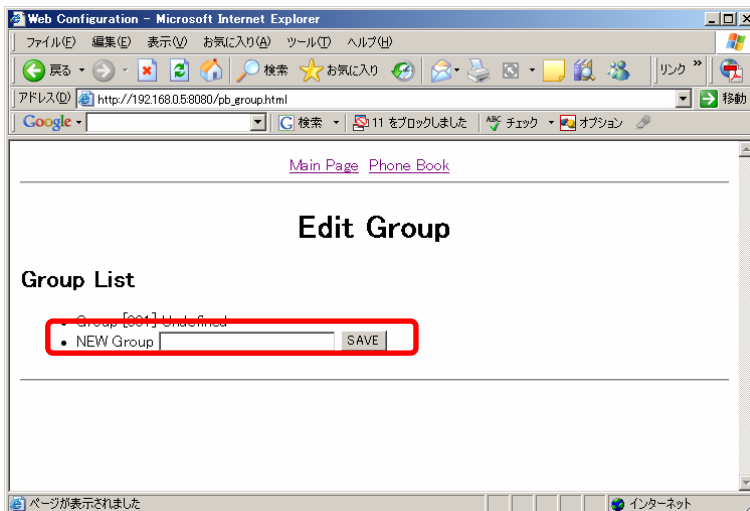 Web Configuration - Microsoft Internet Explorer
ファイル(F) 編集(E) 表示(V) お気に入り(A) ツール(T) ヘルプ(H)
戻る 検索 お気に入り リンク »
アドレス(D) http://192.168.0.5:8080/pb_group.html 移動
Google 検索 11 をブロックしました ABC チェック オプション
Main Page Phone Book
Edit Group
Group List
• Group [001] Undefined
• NEW Group SAVE
ページが表示されました インターネット